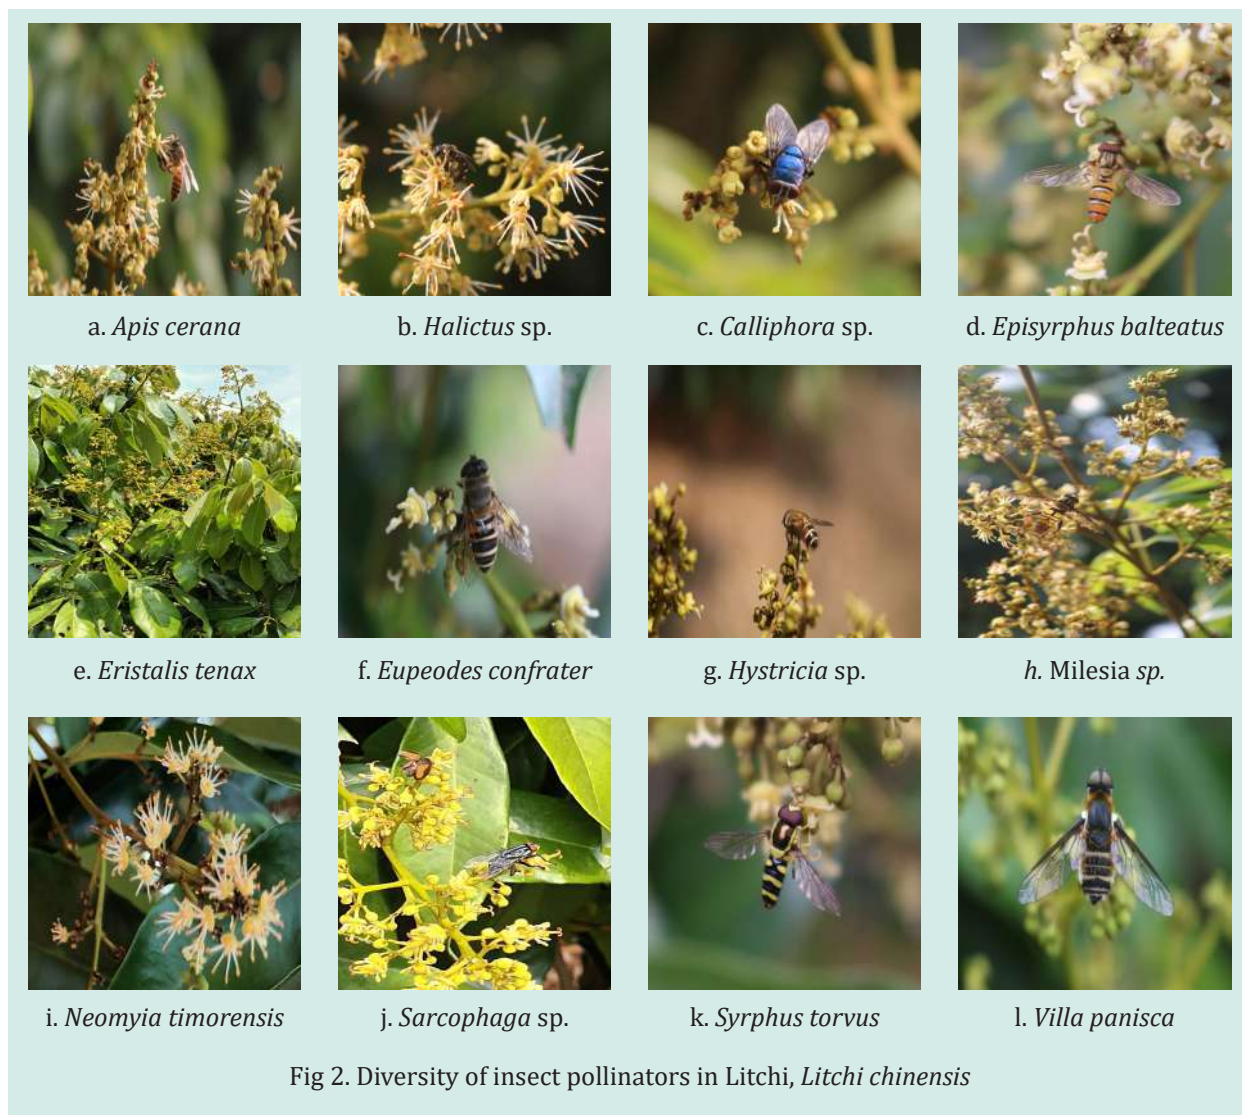 a. Apis cerana
b. Halictus sp.
c. Calliphora sp.
d. Episyrphus balteatus
e. Eristalis tenax
f. Eupeodes confrater
g. Hystricia sp.
h. Milesia sp.
i. Neomyia timorensis
j. Sarcophaga sp.
k. Syrphus torvus
l. Villa panisca
Fig 2. Diversity of insect pollinators in Litchi, Litchi chinensis